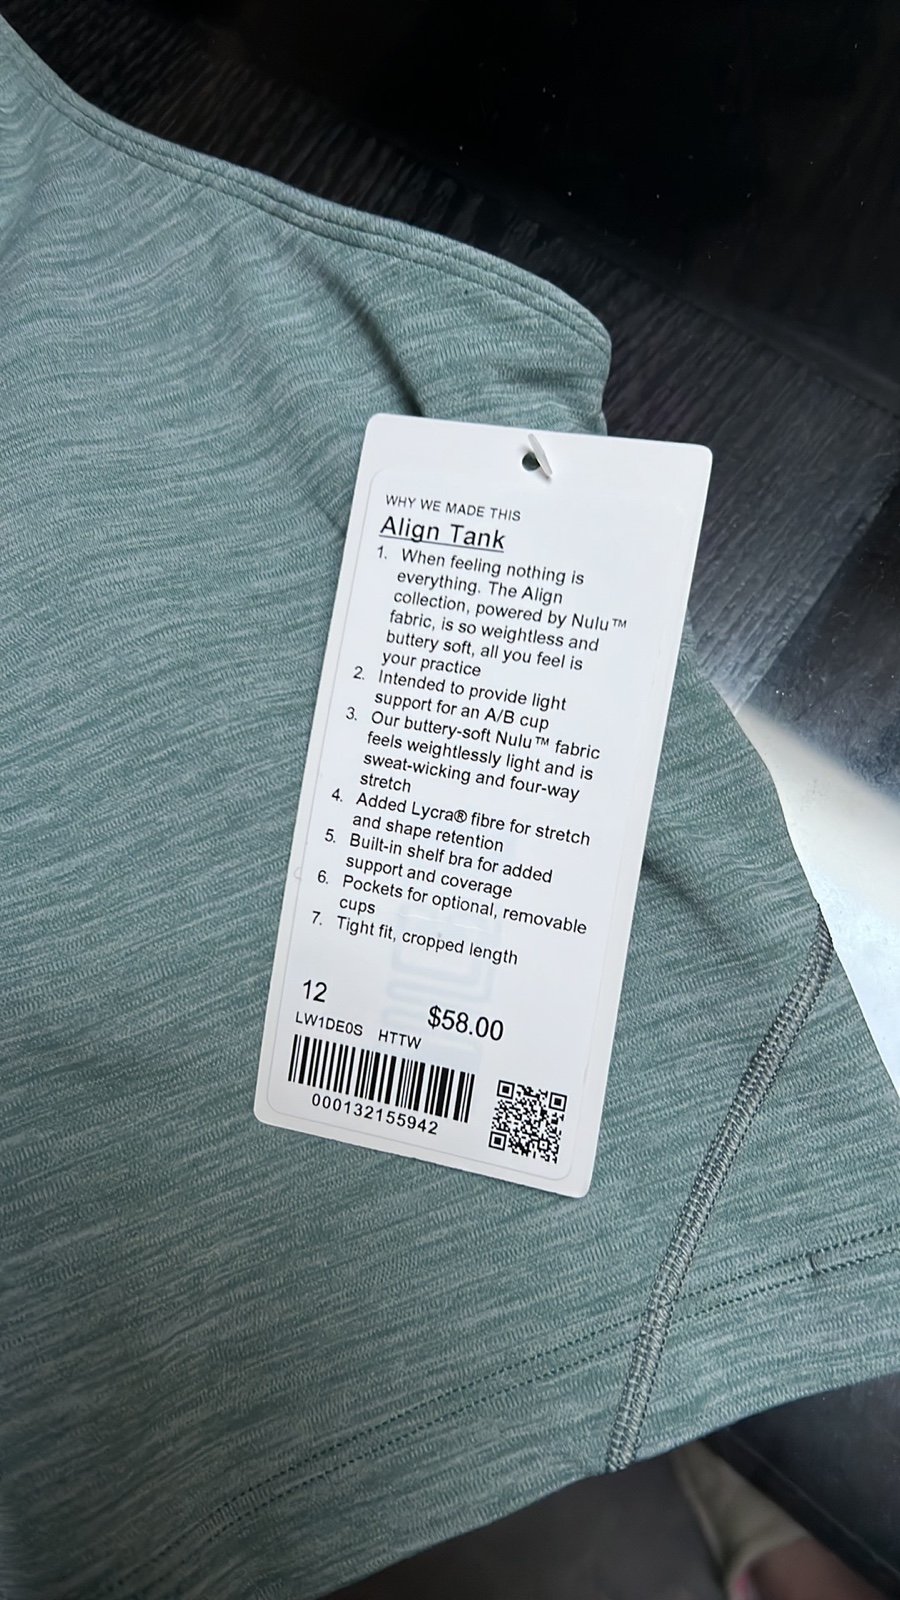 WHY WE MADE THIS
Align Tank
1. When feeling nothing is
everything. The Align
collection, powered by Nulu™
fabric, is so weightless and
buttery soft, all you feel is
your practice
2. Intended to provide light
support for an A/B cup
3. Our buttery-soft Nulu™ fabric
feels weightlessly light and is
sweat-wicking and four-way
stretch
4. Added Lycra® fibre for stretch
and shape retention
5. Built-in shelf bra for added
support and coverage
6. Pockets for optional, removable
cups
7. Tight fit, cropped length
12
$58.00
LW1DE0S HTTW
000132155942